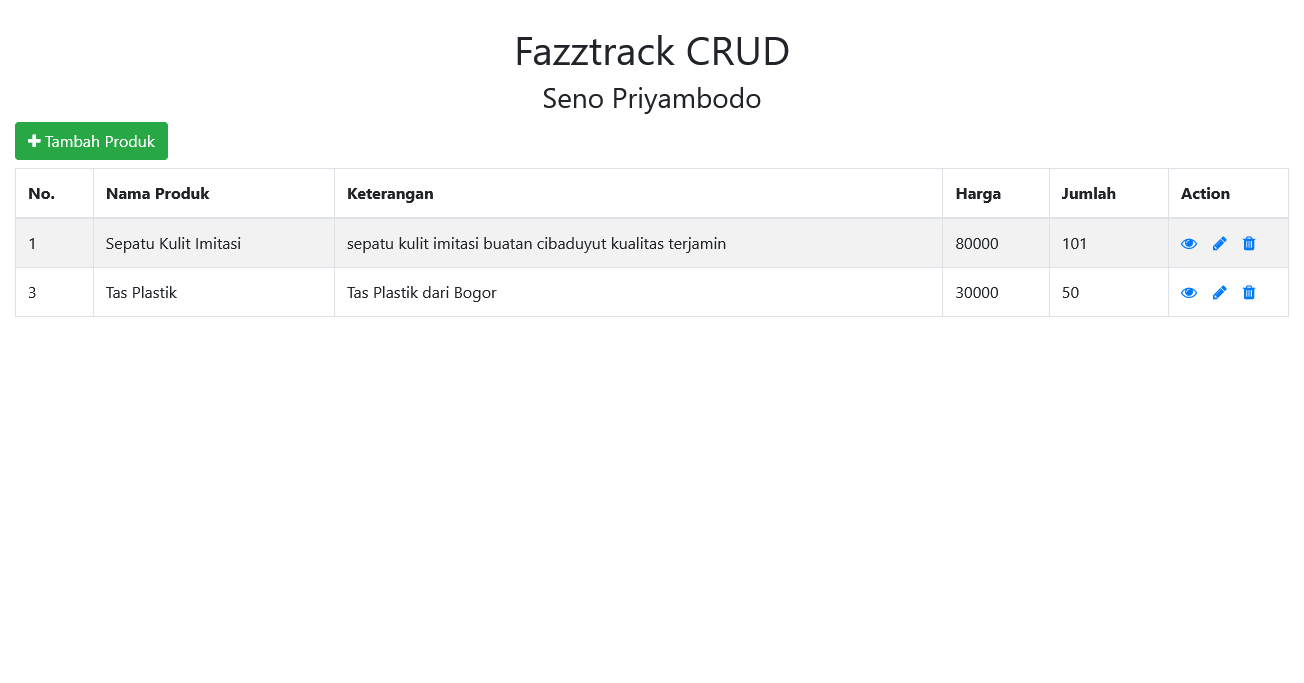 Fazztrack CRUD
Seno Priyambodo
Tambah Produk
No. Nama Produk Keterangan Harga Jumlah Action
1 Sepatu Kulit Imitasi sepatu kulit imitasi buatan cibaduyut kualitas terjamin 80000 101
3 Tas Plastik Tas Plastik dari Bogor 30000 50